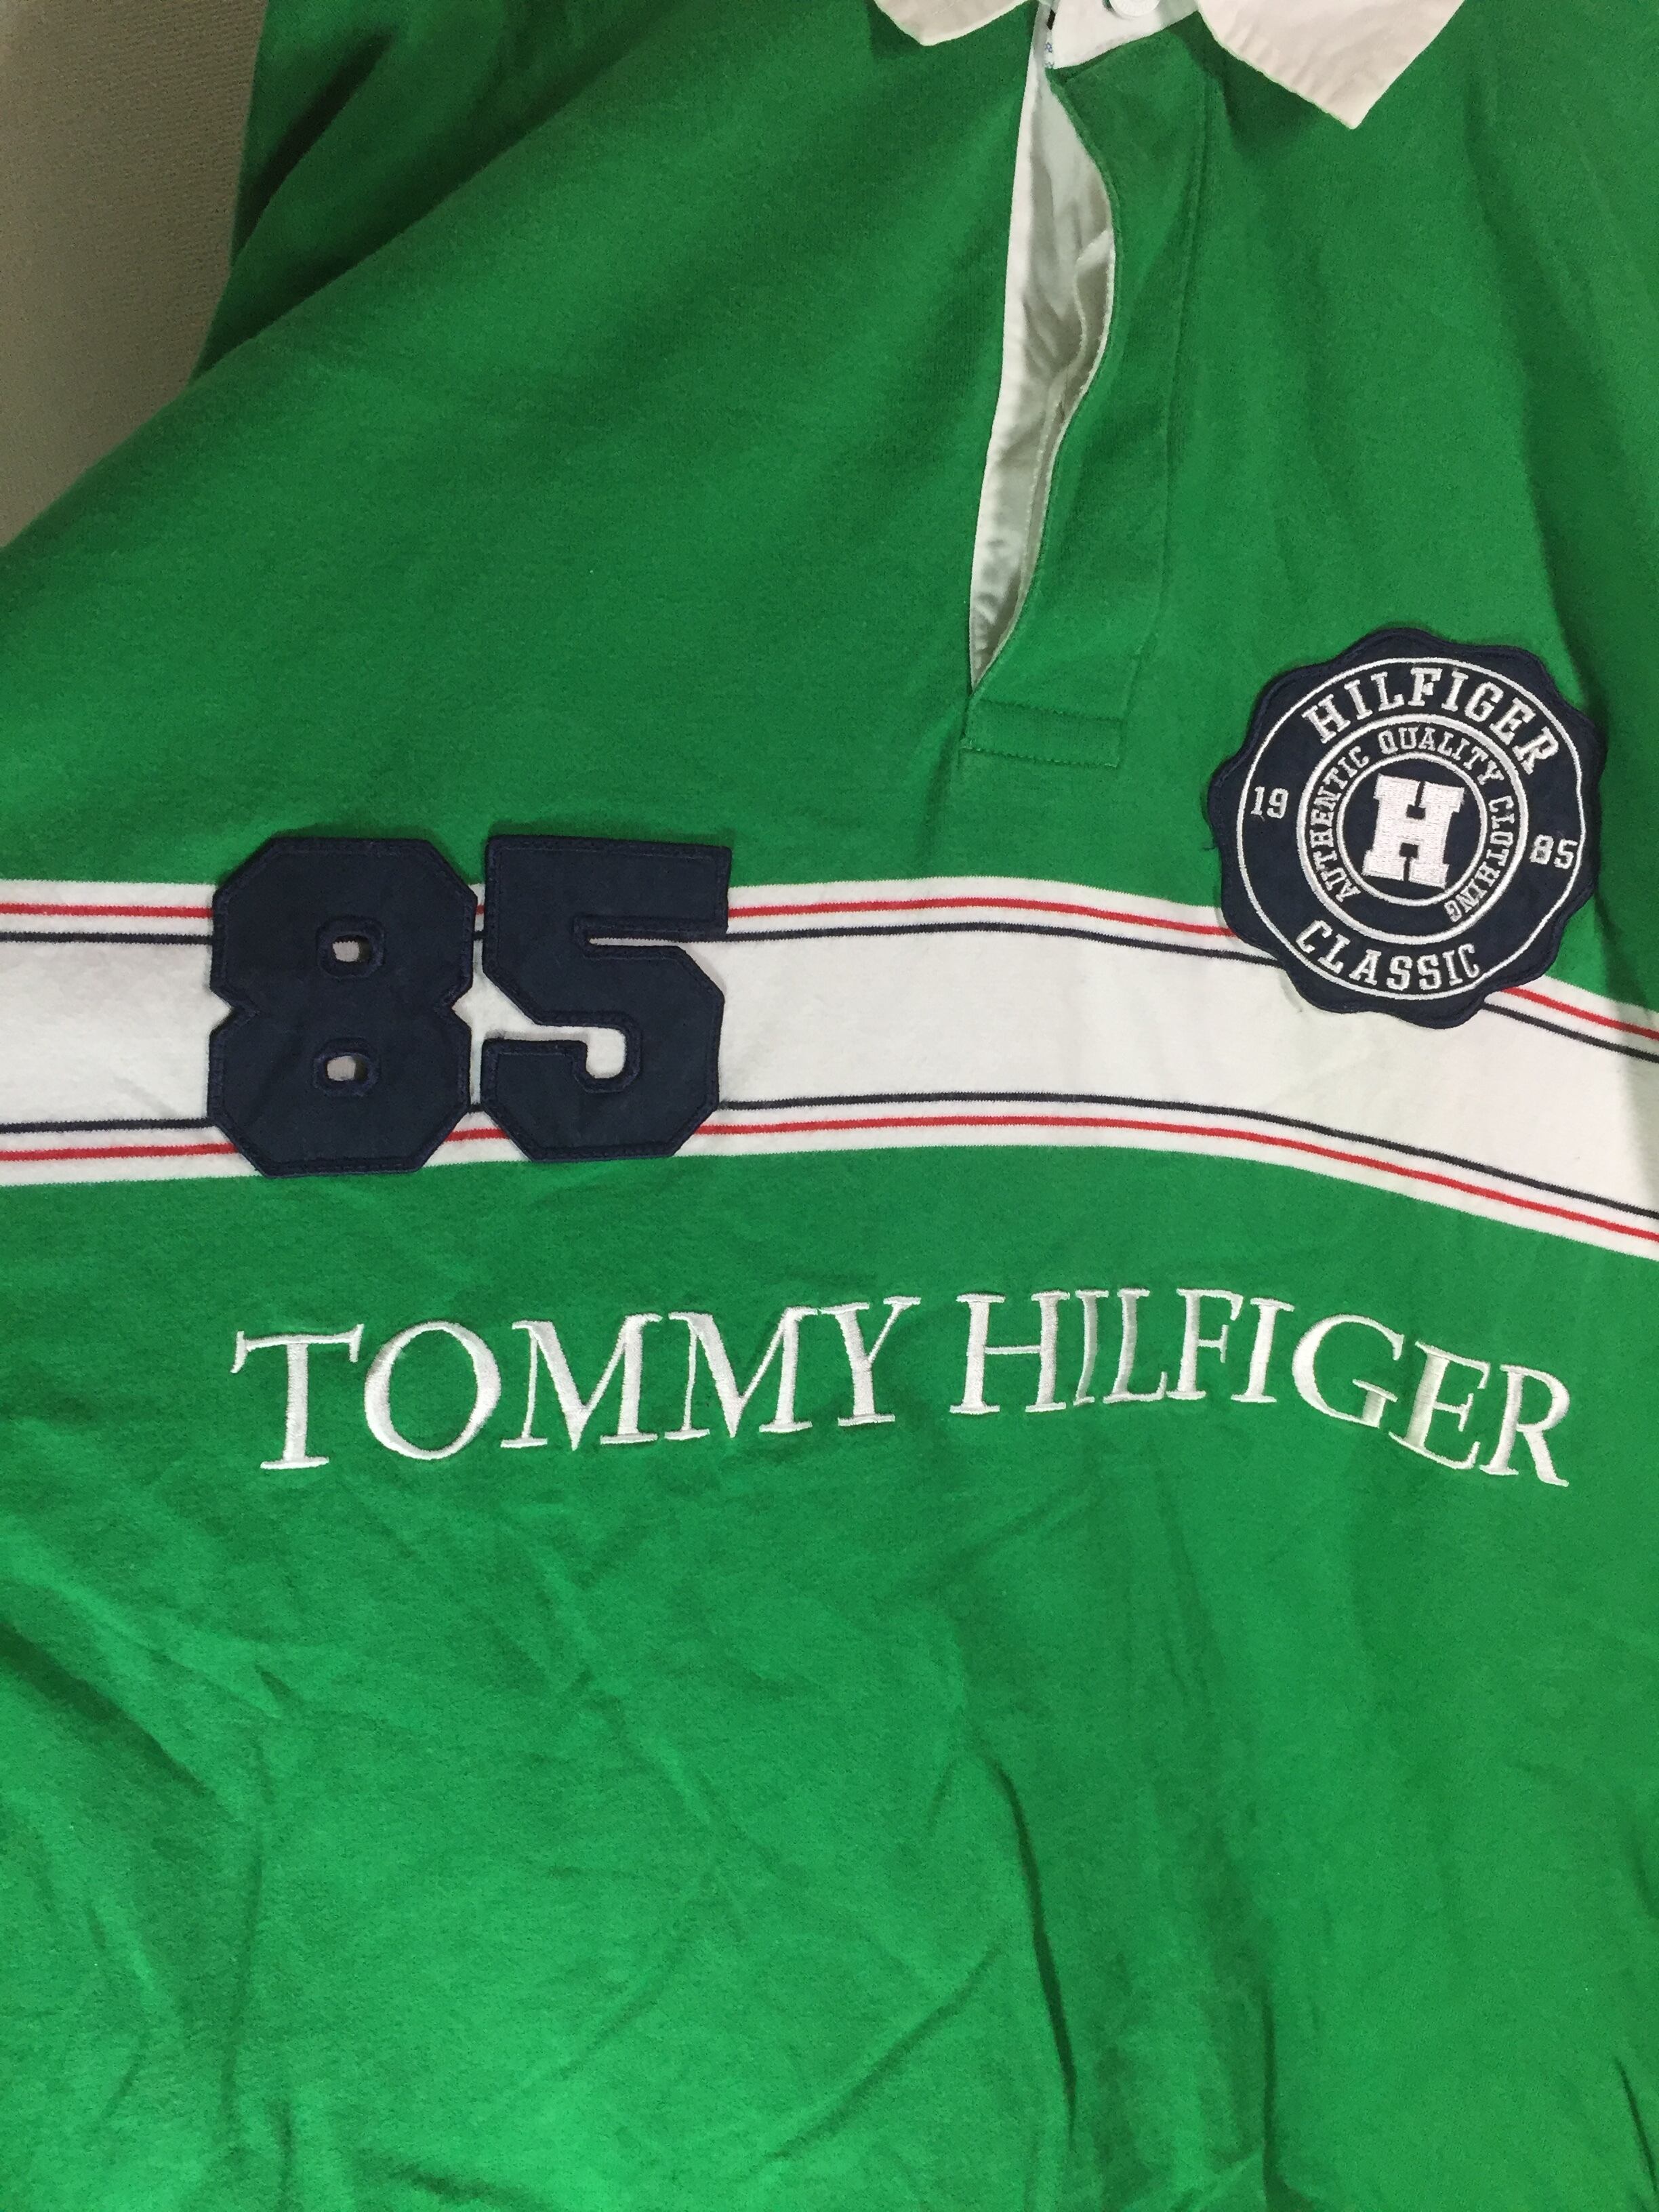 HILFIGER
AUTHENTIC QUALITY CLOTHING
19 H 85
CLASSIC
85
TOMMY HILFIGER